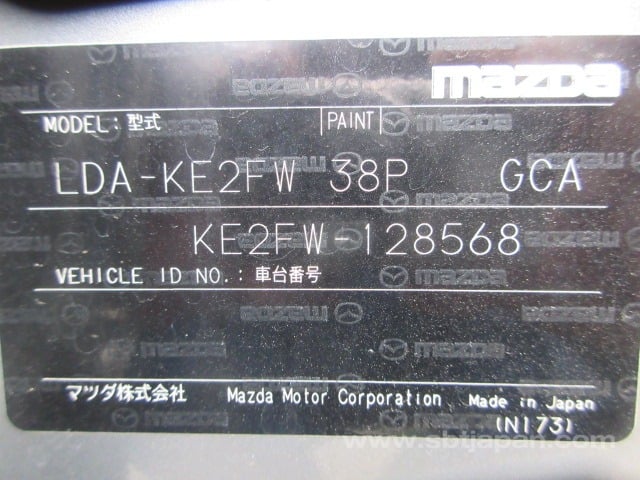 mazda
MODEL: 型式 PAINT
LDA-KE2FW 38P GCA
KE2FW-128568
VEHICLE ID NO.: 車台番号
マツダ株式会社 Mazda Motor Corporation Made in Japan
(N173)
www.sbtjapan.com